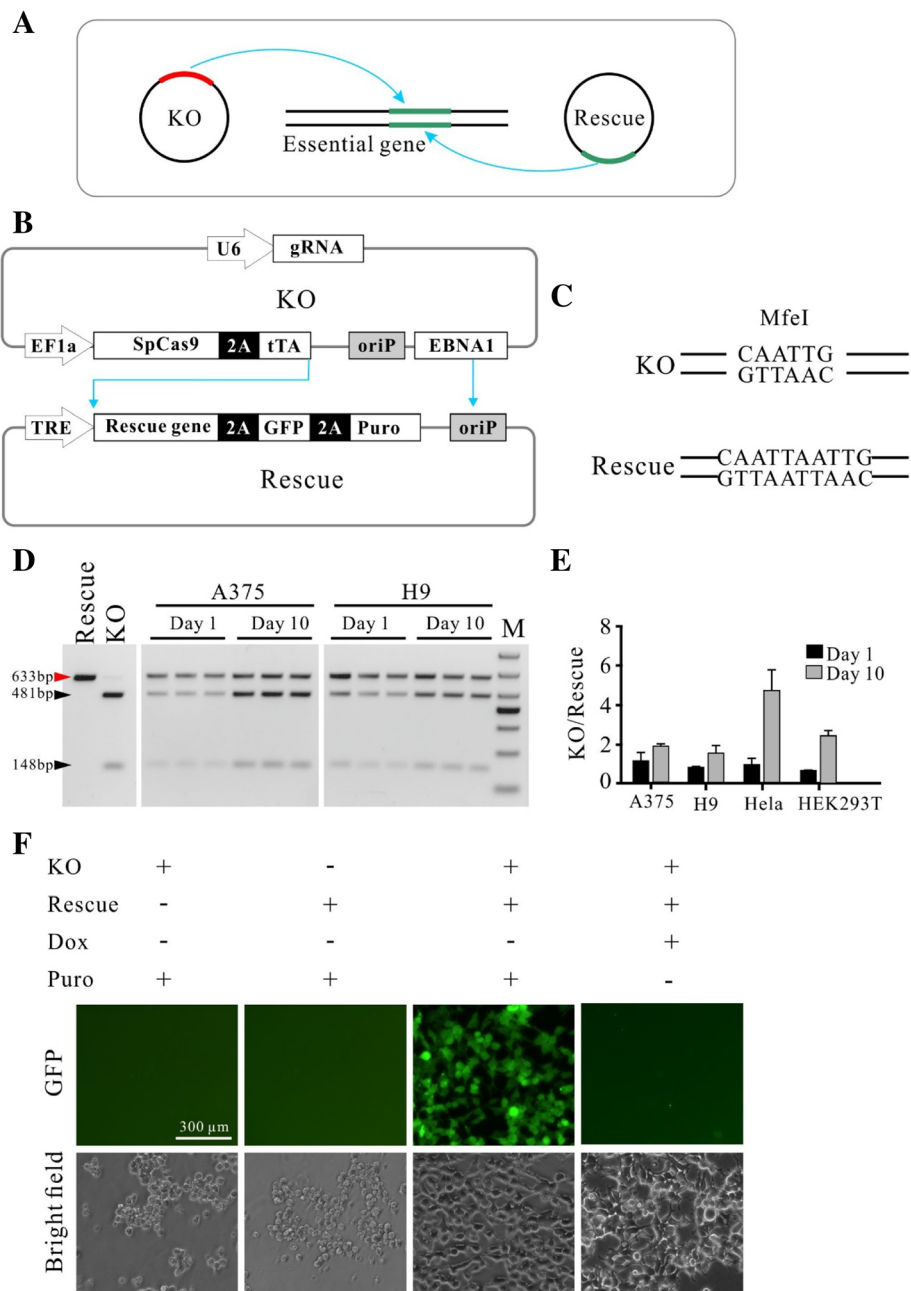 A
KO
Essential gene
Rescue
B
U6
gRNA
KO
EF1a
SpCas9
2A
tTA
oriP
EBNA1
TRE
Rescue gene
2A
GFP
2A
Puro
oriP
Rescue
C
MfeI
KO
CAATTG
GTTAAC
Rescue
CAATTAATTG
GTTAATTAAC
D
Rescue
KO
A375
H9
Day 1
Day 10
Day 1
Day 10
M
633bp
481bp
148bp
E
KO/Rescue
8
6
4
2
0
Day 1
Day 10
A375
H9
Hela
HEK293T
F
KO + - + +
Rescue - + + +
Dox - - - +
Puro + + + -
GFP
300 µm
Bright field